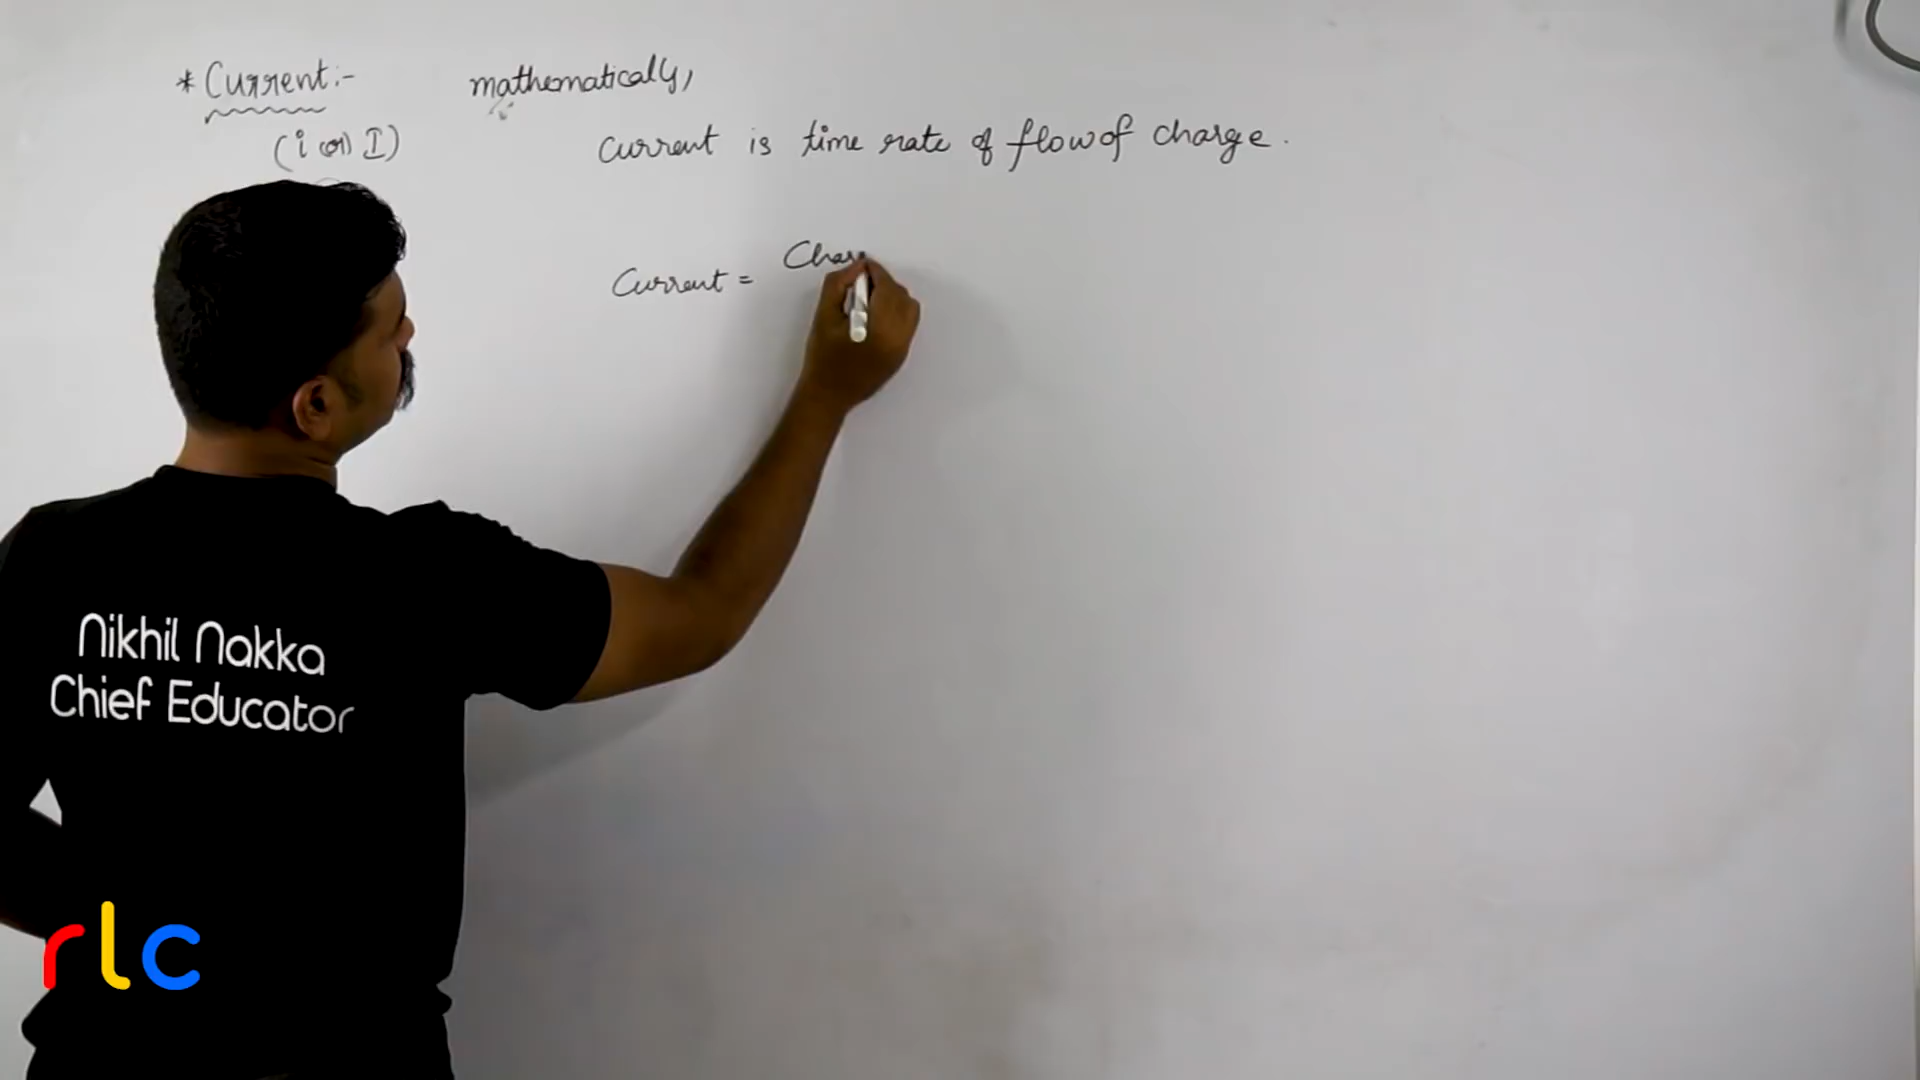 * Current:- mathematically,
(i (or) I) Current is time rate of flow of charge.
Current = Char
Nikhil Nakka
Chief Educator
rlc